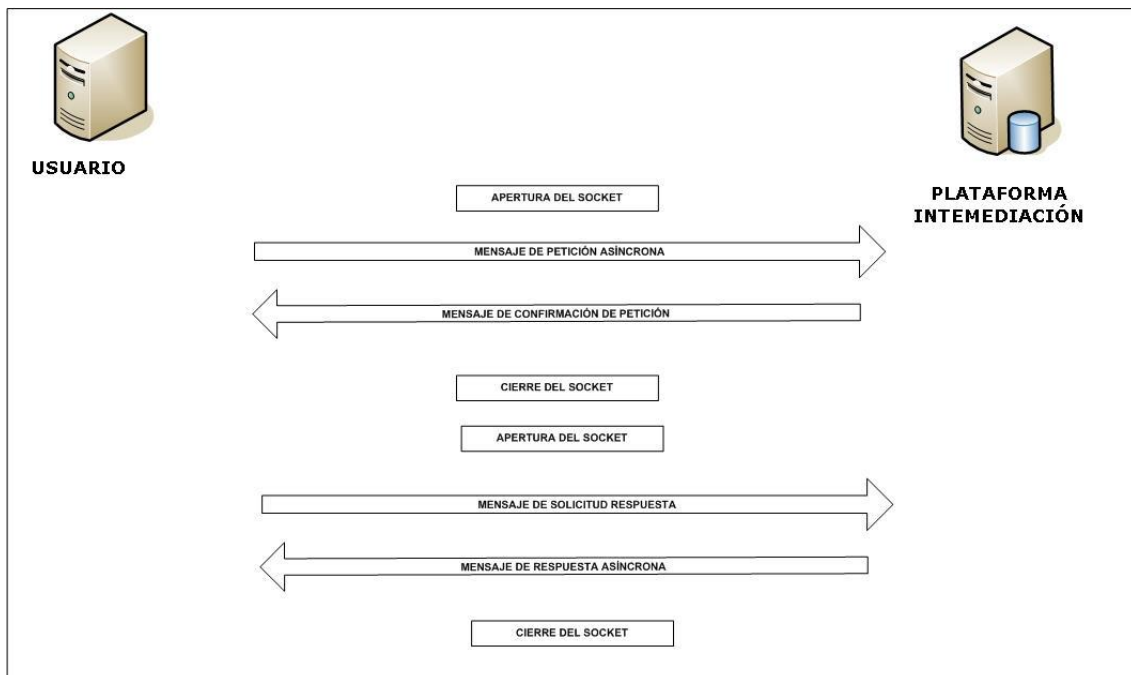 USUARIO
PLATAFORMA
INTEMEDIACIÓN
APERTURA DEL SOCKET
MENSAJE DE PETICIÓN ASÍNCRONA
MENSAJE DE CONFIRMACIÓN DE PETICIÓN
CIERRE DEL SOCKET
APERTURA DEL SOCKET
MENSAJE DE SOLICITUD RESPUESTA
MENSAJE DE RESPUESTA ASÍNCRONA
CIERRE DEL SOCKET